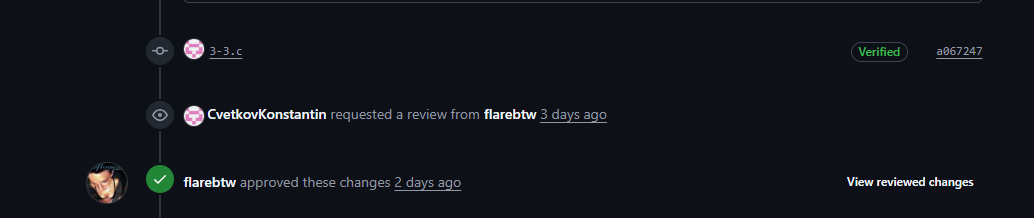 3-3.c Verified a067247
CvetkovKonstantin requested a review from flarebtw 3 days ago
flarebtw approved these changes 2 days ago View reviewed changes